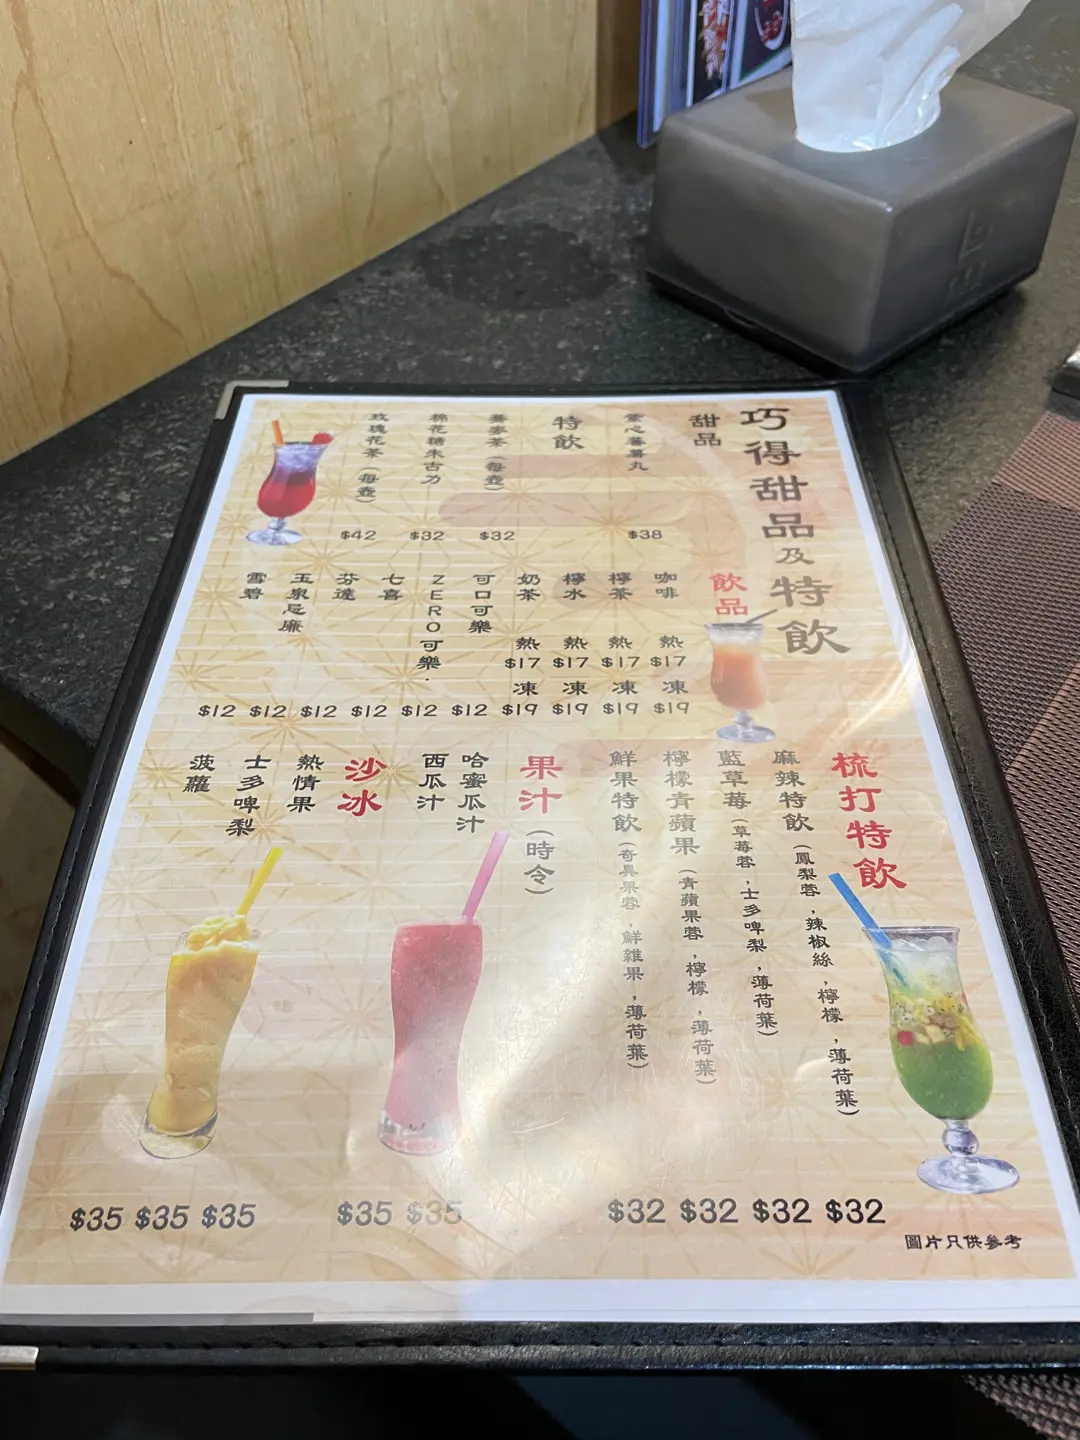 巧得甜品及特飲
甜品
紫心蕃薯丸
$38
特飲
蕎麥茶（每壺）
$32
棉花糖朱古力
$32
玫瑰花茶（每壺）
$42
飲品
咖啡 熱 $17 凍 $19
檸茶 熱 $17 凍 $19
檸水 熱 $17 凍 $19
奶茶 熱 $17 凍 $19
可口可樂 $12
ZERO可樂． $12
七喜 $12
芬達 $12
玉泉忌廉 $12
雪碧 $12
梳打特飲
麻辣特飲（鳳梨蓉，辣椒絲，檸檬，薄荷葉） $32
藍草莓（草莓蓉，士多啤梨，薄荷葉） $32
檸檬青蘋果（青蘋果蓉，檸檬，薄荷葉） $32
鮮果特飲（奇異果蓉，鮮雜果，薄荷葉） $32
果汁（時令）
哈蜜瓜汁 $35
西瓜汁 $35
沙冰
熱情果 $35
士多啤梨 $35
菠蘿 $35
圖片只供參考